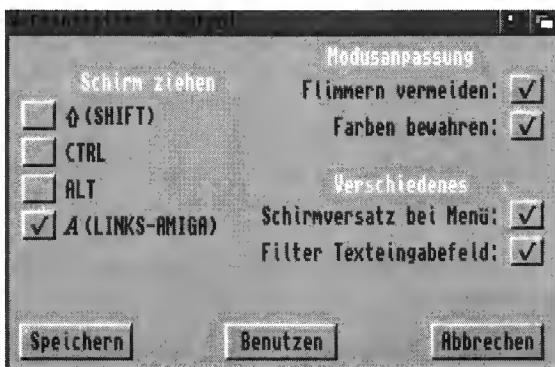 Schirm ziehen
⇧ (SHIFT)
CTRL
ALT
A (LINKS-AMIGA)
Modusanpassung
Flimmern vermeiden: ✓
Farben bewahren: ✓
Verschiedenes
Schirmversatz bei Menü: ✓
Filter Texteingabefeld: ✓
Speichern
Benutzen
Abbrechen